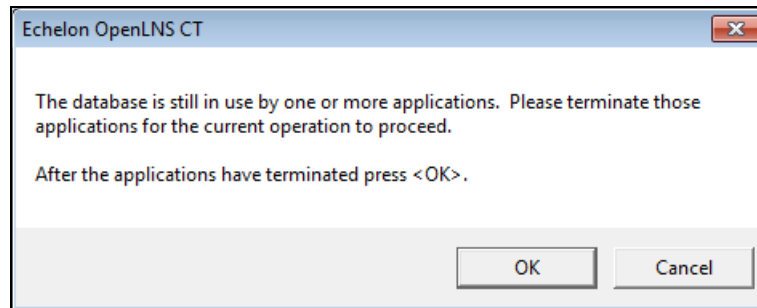 Echelon OpenLNS CT
The database is still in use by one or more applications.  Please terminate those
applications for the current operation to proceed.
After the applications have terminated press <OK>.
OK
Cancel